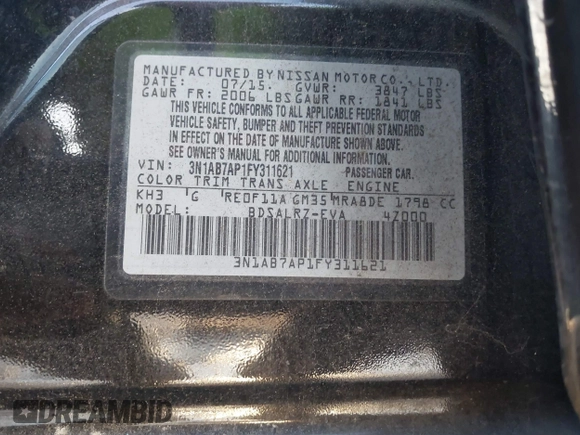 MANUFACTURED BY NISSAN MOTOR CO., LTD.
DATE: 07/15. GVWR: 3847 LBS
GAWR FR: 2006 LBS GAWR RR: 1841 LBS
THIS VEHICLE CONFORMS TO ALL APPLICABLE FEDERAL MOTOR
VEHICLE SAFETY, BUMPER AND THEFT PREVENTION STANDARDS
IN EFFECT ON THE DATE OF MANUFACTURE SHOWN ABOVE.
SEE OWNER'S MANUAL FOR ADDITIONAL INFORMATION.
VIN: 3N1AB7AP1FY311621 PASSENGER CAR.
COLOR TRIM TRANS AXLE ENGINE
KH3 G RE0F11A GM35 MRA8DE 1798 CC
MODEL: BDSALRZ-EVA 4Z000
3N1AB7AP1FY311621
DREAMBID